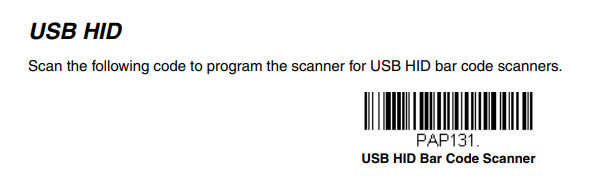 USB HID
Scan the following code to program the scanner for USB HID bar code scanners.
PAP131.
USB HID Bar Code Scanner